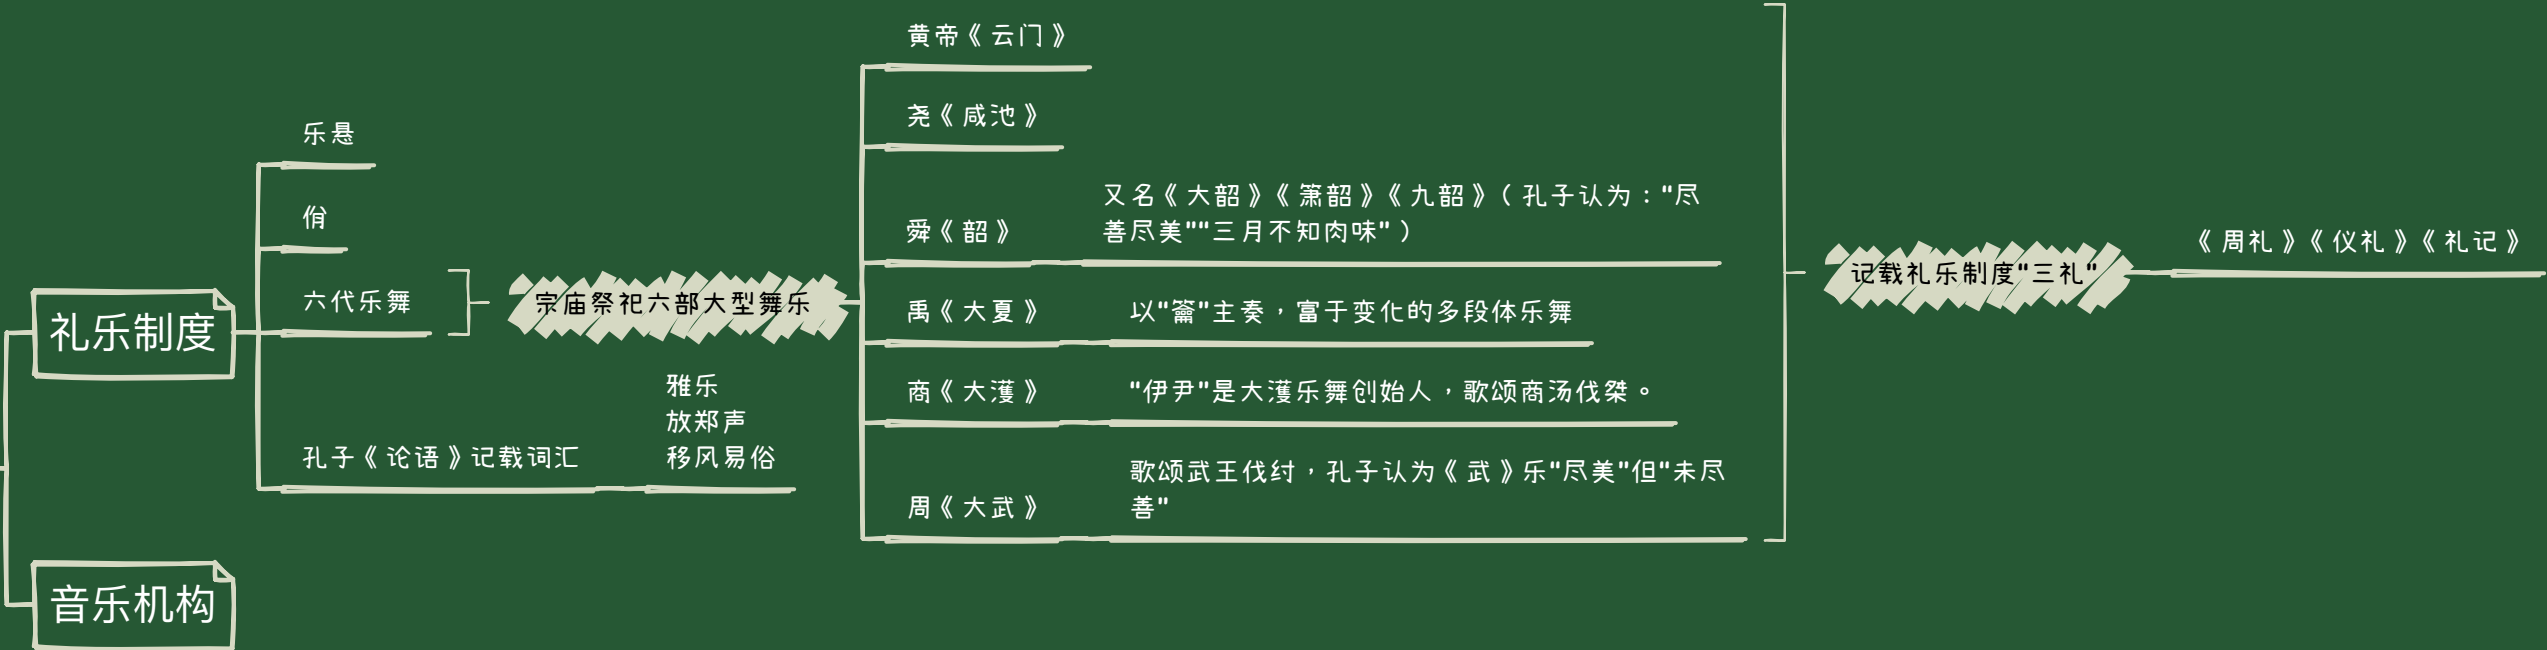 礼乐制度
乐悬
佾
六代乐舞
宗庙祭祀六部大型舞乐
黄帝《云门》
尧《咸池》
舜《韶》
又名《大韶》《箫韶》《九韶》（孔子认为："尽
善尽美""三月不知肉味"）
禹《大夏》
以"籥"主奏，富于变化的多段体乐舞
商《大濩》
"伊尹"是大濩乐舞创始人，歌颂商汤伐桀。
周《大武》
歌颂武王伐纣，孔子认为《武》乐"尽美"但"未尽
善"
记载礼乐制度"三礼"
《周礼》《仪礼》《礼记》
孔子《论语》记载词汇
雅乐
放郑声
移风易俗
音乐机构